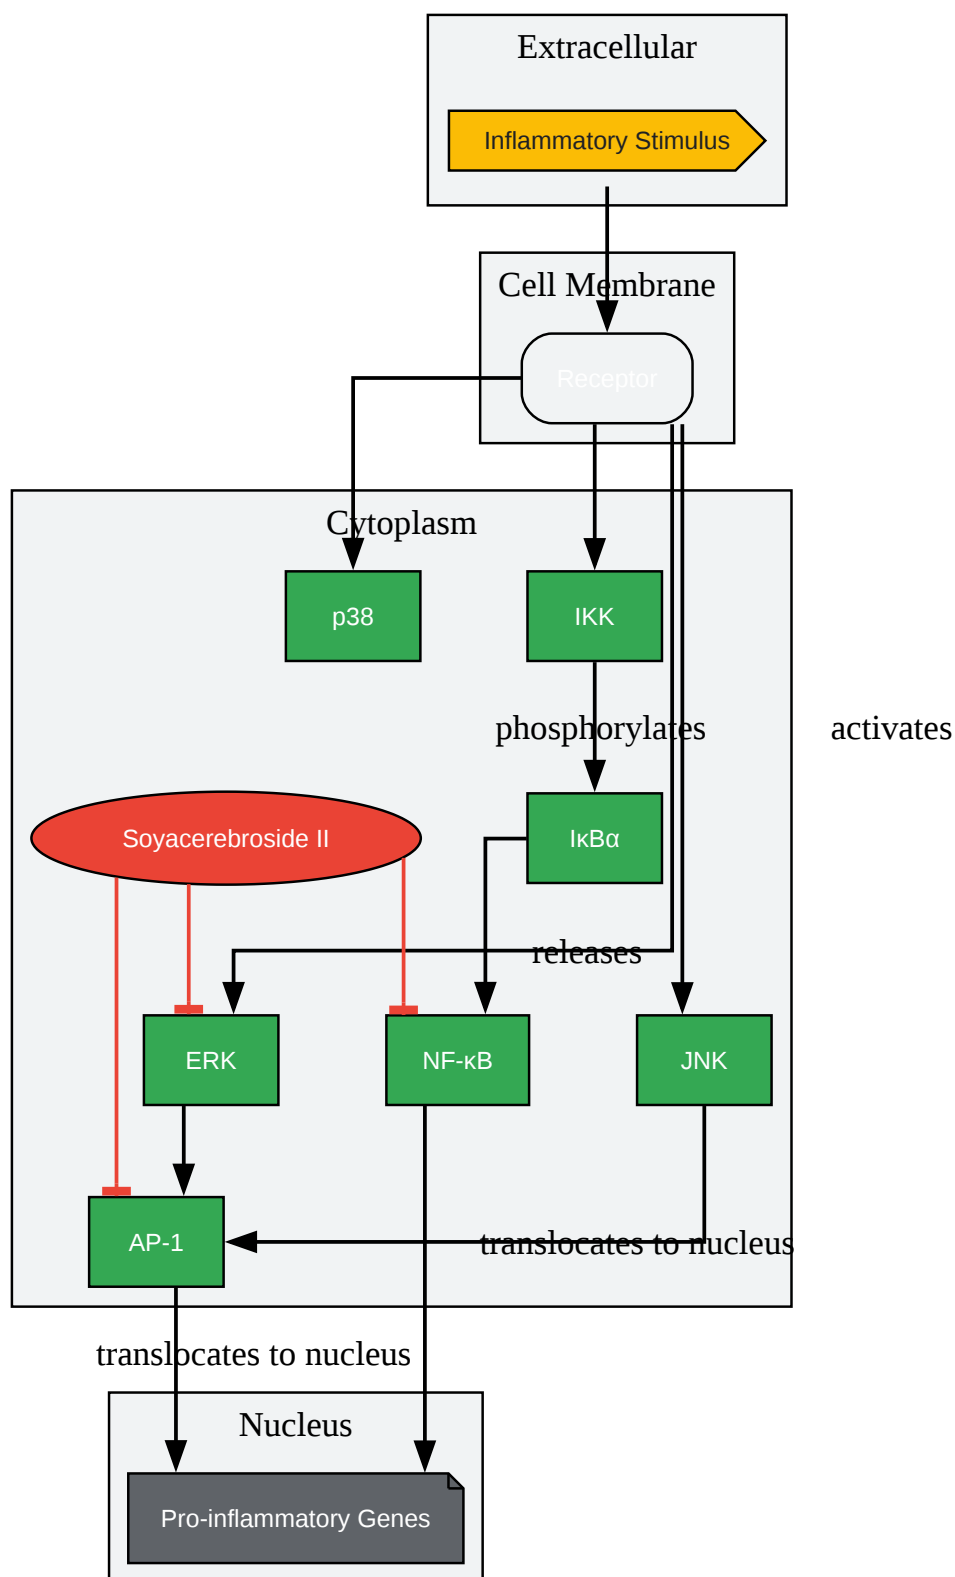 Extracellular
Inflammatory Stimulus
Cell Membrane
Receptor
Cytoplasm
p38
IKK
phosphorylates
activates
Soyacerebroside II
IκBα
releases
ERK
NF-κB
JNK
AP-1
translocates to nucleus
translocates to nucleus
Nucleus
Pro-inflammatory Genes